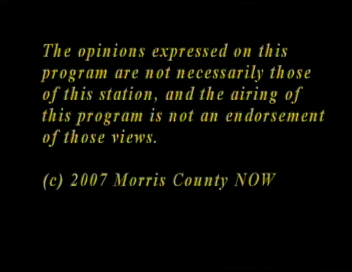 The opinions expressed on this
program are not necessarily those
of this station, and the airing of
this program is not an endorsement
of those views.
(c) 2007 Morris County NOW